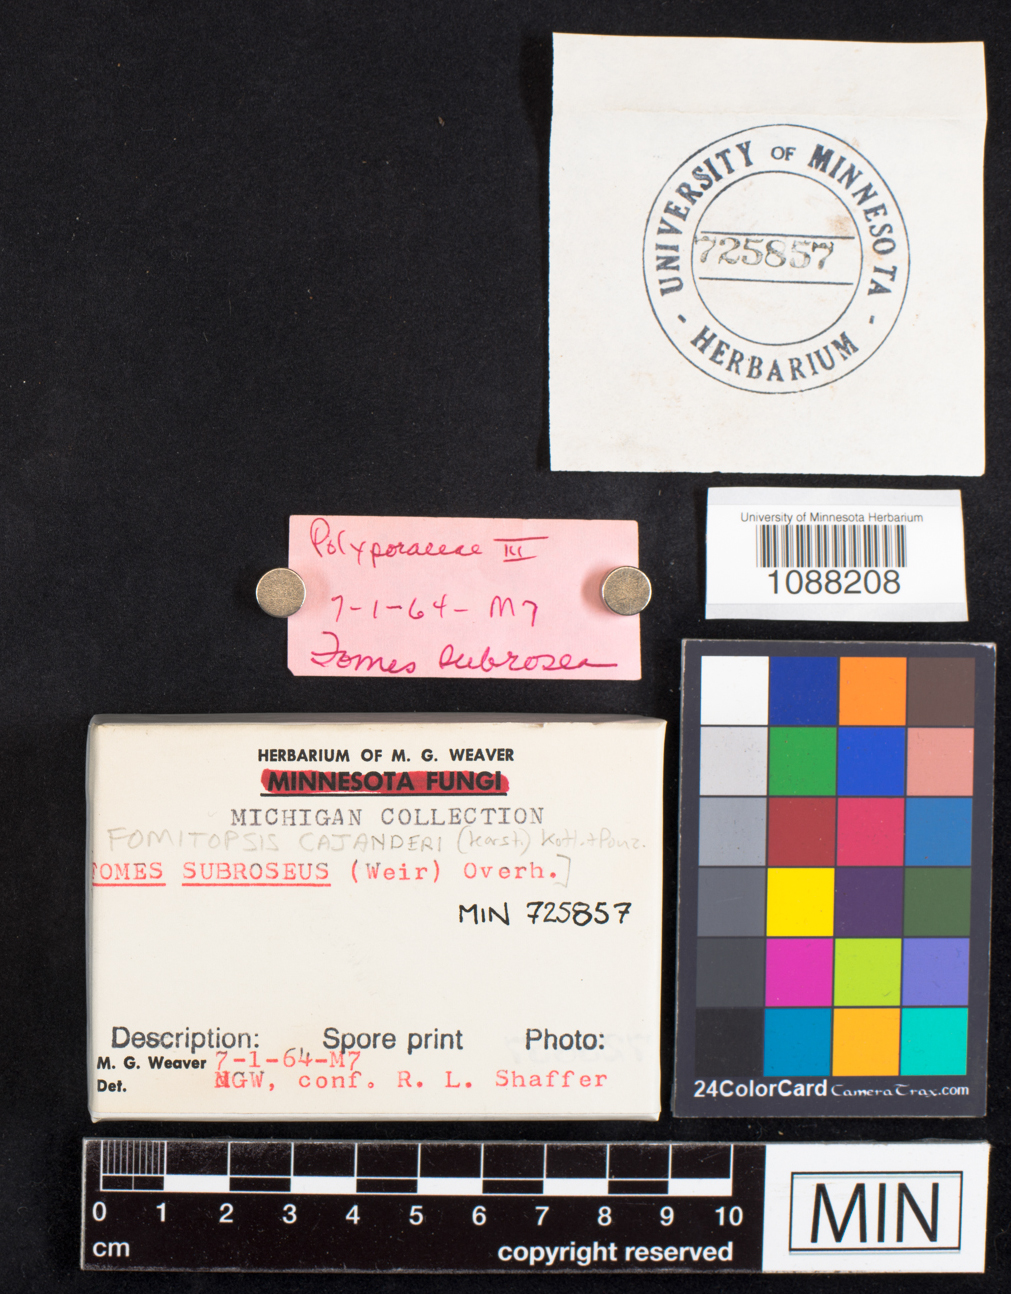 UNIVERSITY OF MINNESOTA
725857
- HERBARIUM -
University of Minnesota Herbarium
1088208
Polyporaceae III
7-1-64-M7
Fomes subrosea
HERBARIUM OF M. G. WEAVER
MINNESOTA FUNGI
MICHIGAN COLLECTION
FOMITOPSIS CAJANDERI (Karst.) Kotl.+Pouz.
FOMES SUBROSEUS (Weir) Overh.]
MIN 725857
Description: Spore print Photo:
M. G. Weaver 7-1-64-M7
Det. MGW, conf. R. L. Shaffer
24ColorCard CameraTrax.com
0 1 2 3 4 5 6 7 8 9 10
cm
copyright reserved
MIN